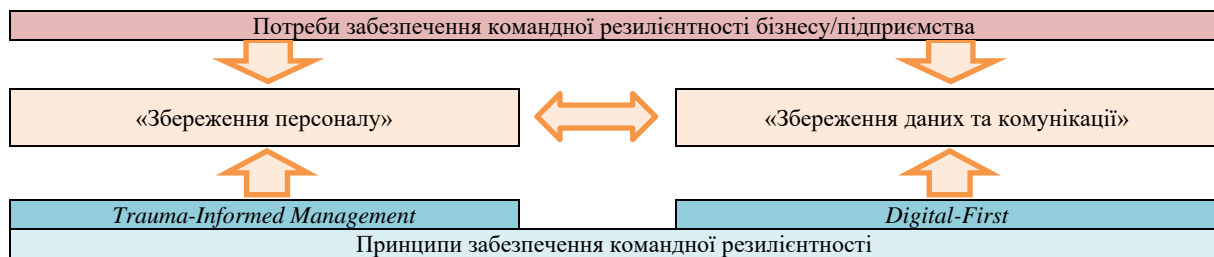 Потреби забезпечення командної резилієнтності бізнесу/підприємства
«Збереження персоналу»
«Збереження даних та комунікації»
Trauma-Informed Management
Digital-First
Принципи забезпечення командної резилієнтності